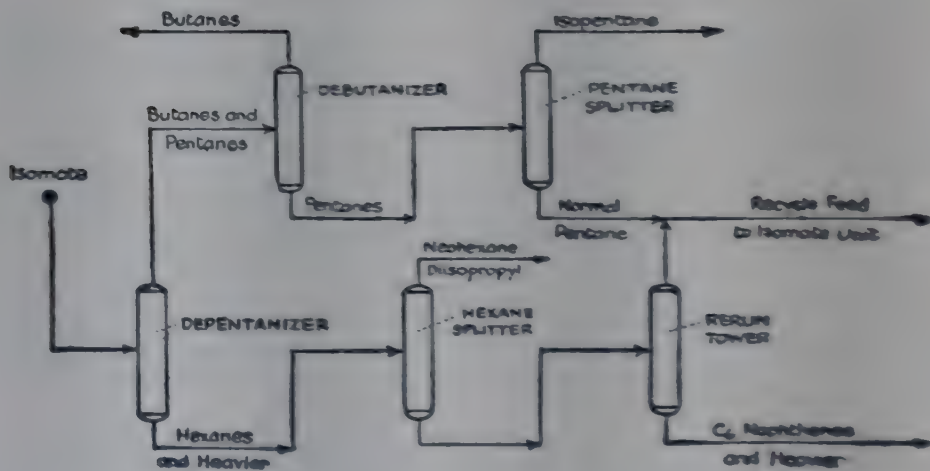 Butanes
Isopentane
DEBUTANIZER
PENTANE
SPLITTER
Butanes and
Pentanes
Isomate
Pentanes
Normal
Pentane
Recycle Feed
to Isomate Unit
Neohexane
Diisopropyl
DEPENTANIZER
HEXANE
SPLITTER
RERUN
TOWER
Hexanes
and Heavier
C₆ Naphthenes
and Heavier